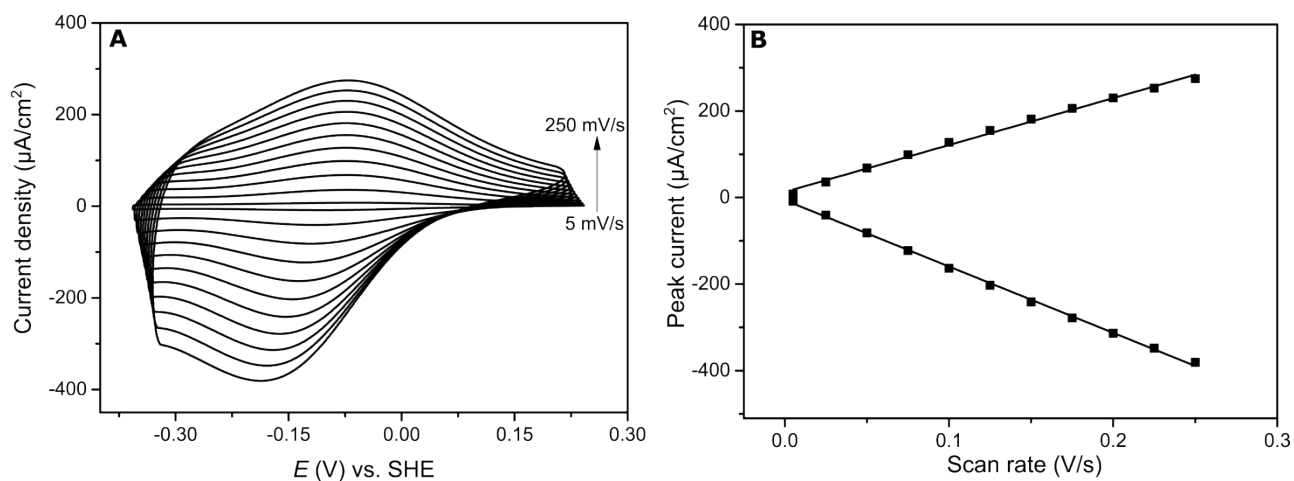 A
400
200
0
-200
-400
Current density (µA/cm²)
-0.30
-0.15
0.00
0.15
0.30
E (V) vs. SHE
250 mV/s
5 mV/s
B
400
200
0
-200
-400
Peak current (µA/cm²)
0.0
0.1
0.2
0.3
Scan rate (V/s)